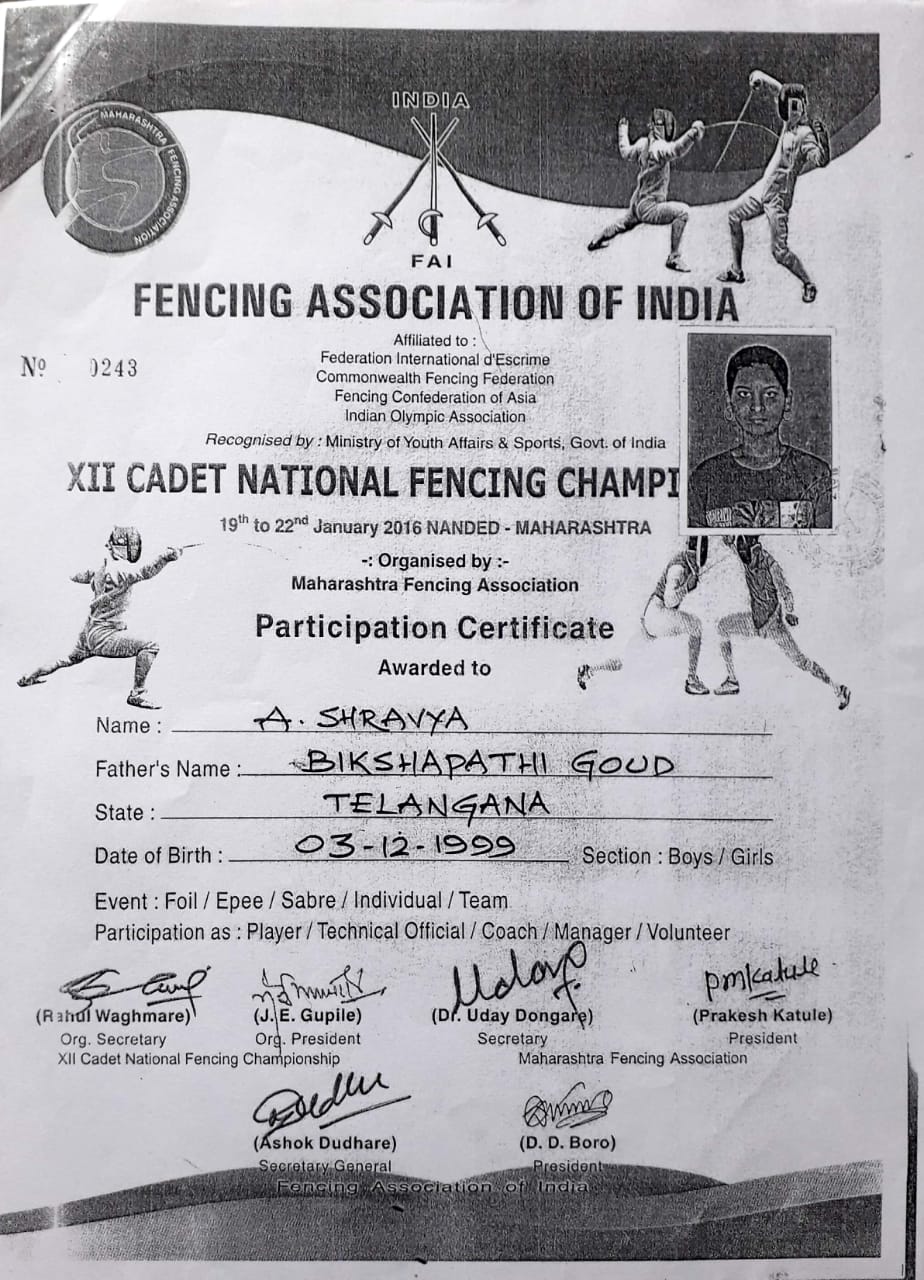 MAHARASHTRA FENCING ASSOCIATION
INDIA
FAI
FENCING ASSOCIATION OF INDIA
Affiliated to :
Federation International d'Escrime
Commonwealth Fencing Federation
Fencing Confederation of Asia
Indian Olympic Association
Nº 0243
Recognised by : Ministry of Youth Affairs & Sports, Govt. of India
XII CADET NATIONAL FENCING CHAMPI
19th to 22nd January 2016 NANDED - MAHARASHTRA
-: Organised by :-
Maharashtra Fencing Association
Participation Certificate
Awarded to
Name : A. SHRAVYA
Father's Name : BIKSHAPATHI GOUD
State : TELANGANA
Date of Birth : 03-12-1999 Section : Boys / Girls
Event : Foil / Epee / Sabre / Individual / Team
Participation as : Player / Technical Official / Coach / Manager / Volunteer
pmkatule
(Rahul Waghmare) (J.E. Gupile) (Dr. Uday Dongare) (Prakesh Katule)
Org. Secretary Org. President Secretary President
XII Cadet National Fencing Championship Maharashtra Fencing Association
(Ashok Dudhare) (D. D. Boro)
Secretary General President
Fencing Association of India